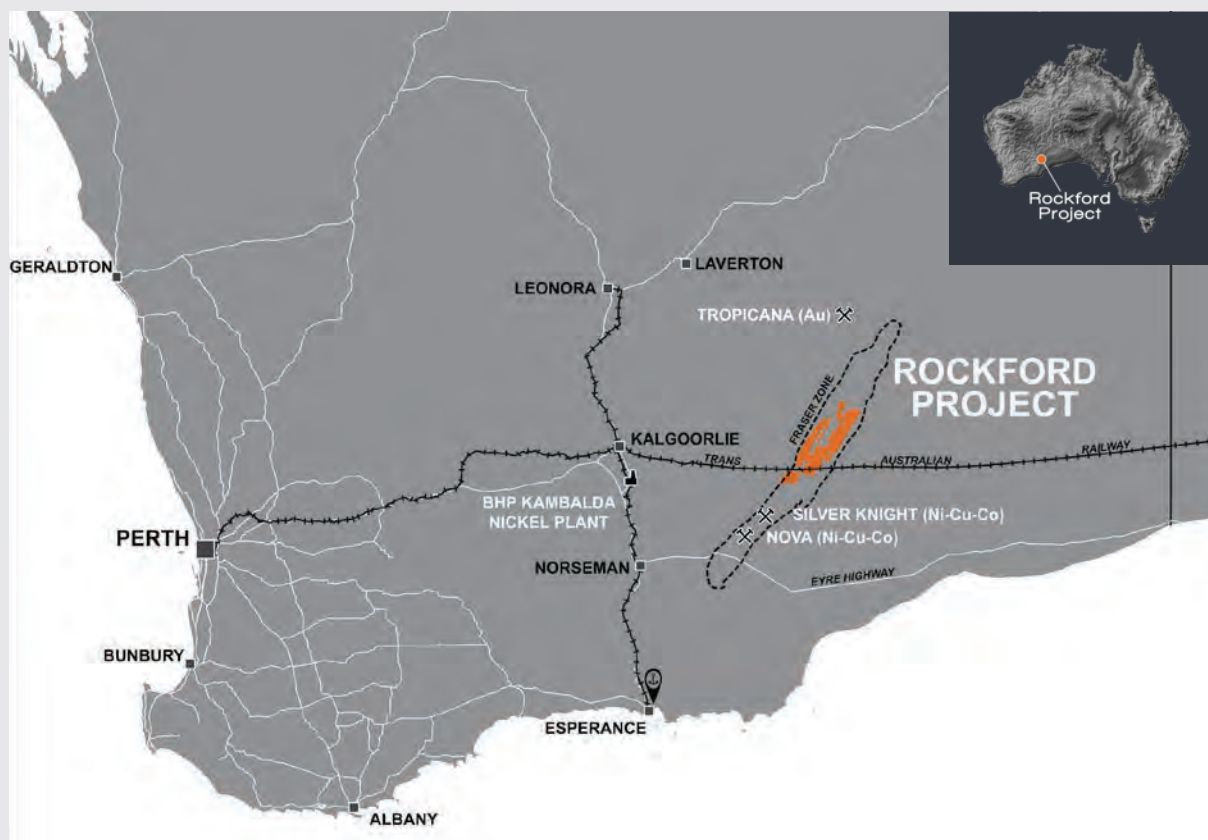 Rockford
Project
GERALDTON
LAVERTON
LEONORA
TROPICANA (Au)
ROCKFORD
PROJECT
FRASER ZONE
KALGOORLIE
TRANS AUSTRALIAN RAILWAY
BHP KAMBALDA
NICKEL PLANT
SILVER KNIGHT (Ni-Cu-Co)
NOVA (Ni-Cu-Co)
PERTH
NORSEMAN
EYRE HIGHWAY
BUNBURY
ESPERANCE
ALBANY